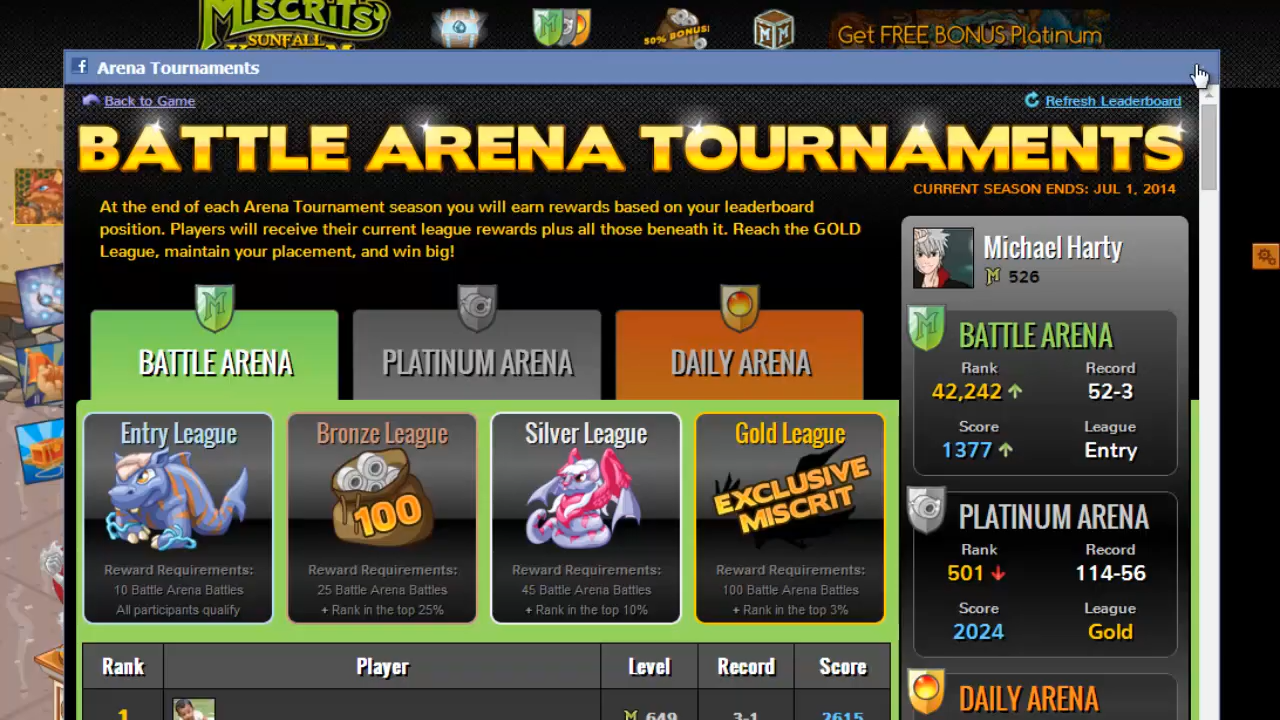 MISCRITS
SUNFALL
50% BONUS!
Get FREE BONUS Platinum
Arena Tournaments
Back to Game
Refresh Leaderboard
BATTLE ARENA TOURNAMENTS
CURRENT SEASON ENDS: JUL 1, 2014
At the end of each Arena Tournament season you will earn rewards based on your leaderboard
position. Players will receive their current league rewards plus all those beneath it. Reach the GOLD
League, maintain your placement, and win big!
Michael Harty
526
BATTLE ARENA
PLATINUM ARENA
DAILY ARENA
BATTLE ARENA
Rank
Record
42,242
52-3
Score
League
1377
Entry
Entry League
Bronze League
Silver League
Gold League
100
EXCLUSIVE
MISCRIT
Reward Requirements:
10 Battle Arena Battles
All participants qualify
Reward Requirements:
25 Battle Arena Battles
+ Rank in the top 25%
Reward Requirements:
45 Battle Arena Battles
+ Rank in the top 10%
Reward Requirements:
100 Battle Arena Battles
+ Rank in the top 3%
PLATINUM ARENA
Rank
Record
501
114-56
Score
League
2024
Gold
Rank
Player
Level
Record
Score
1
649
3-1
2615
DAILY ARENA